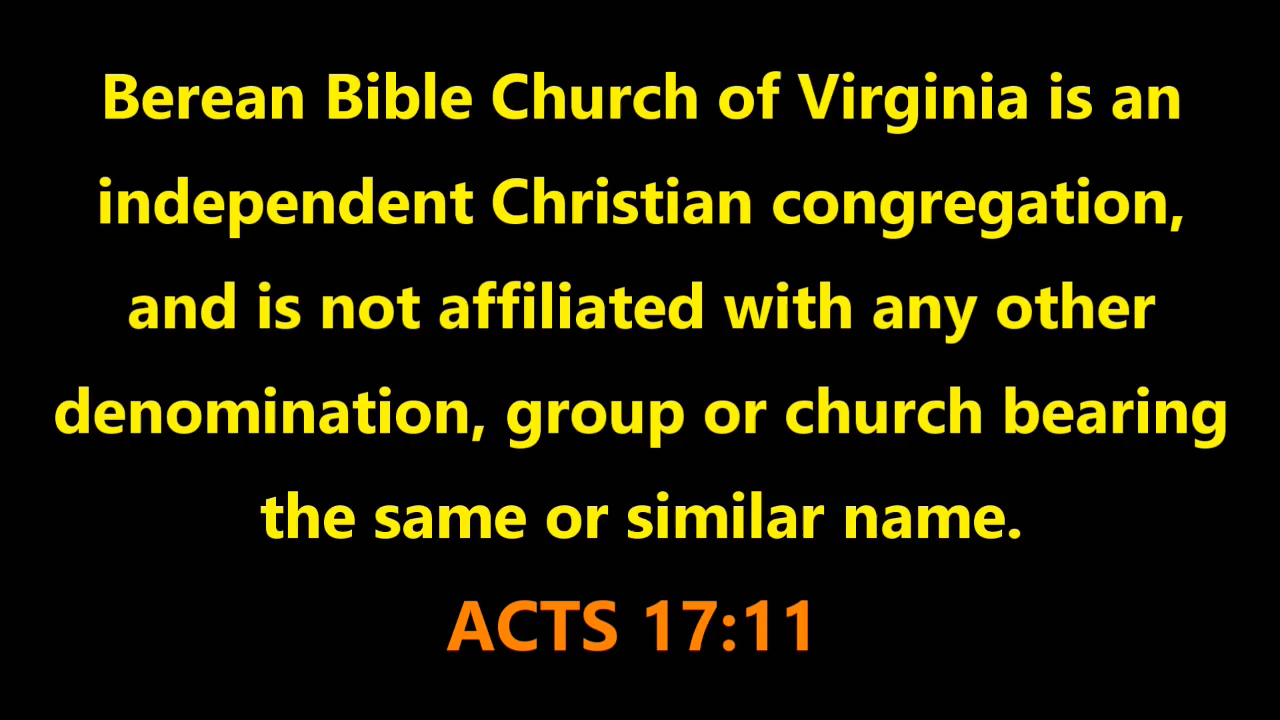 Berean Bible Church of Virginia is an
independent Christian congregation,
and is not affiliated with any other
denomination, group or church bearing
the same or similar name.
ACTS 17:11